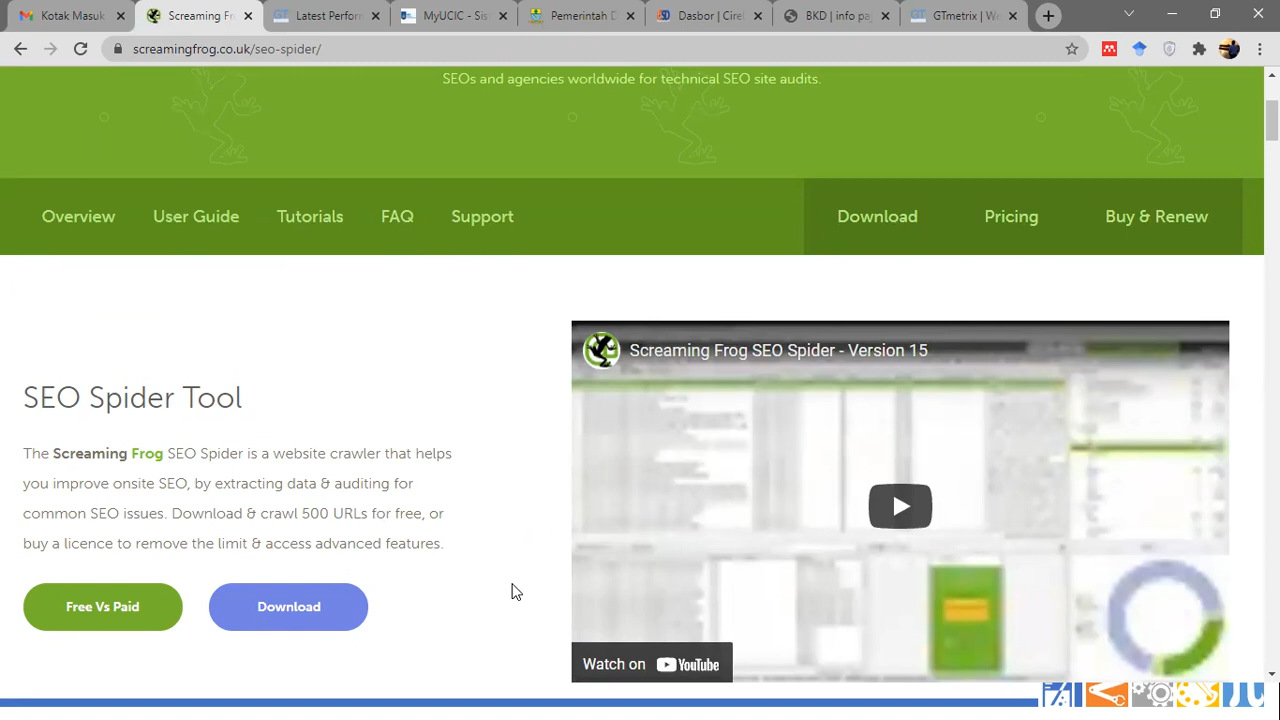 Kotak Masuk
Screaming Fr
Latest Perfor
MyUCIC - S
Pemerintah D
Dasbor | Cirel
BKD | info pa
GTmetrix | W
screamingfrog.co.uk/seo-spider/
SEOs and agencies worldwide for technical SEO site audits.
Overview
User Guide
Tutorials
FAQ
Support
Download
Pricing
Buy & Renew
Screaming Frog SEO Spider - Version 15
SEO Spider Tool
The Screaming Frog SEO Spider is a website crawler that helps
you improve onsite SEO, by extracting data & auditing for
common SEO issues. Download & crawl 500 URLs for free, or
buy a licence to remove the limit & access advanced features.
Free Vs Paid
Download
Watch on YouTube